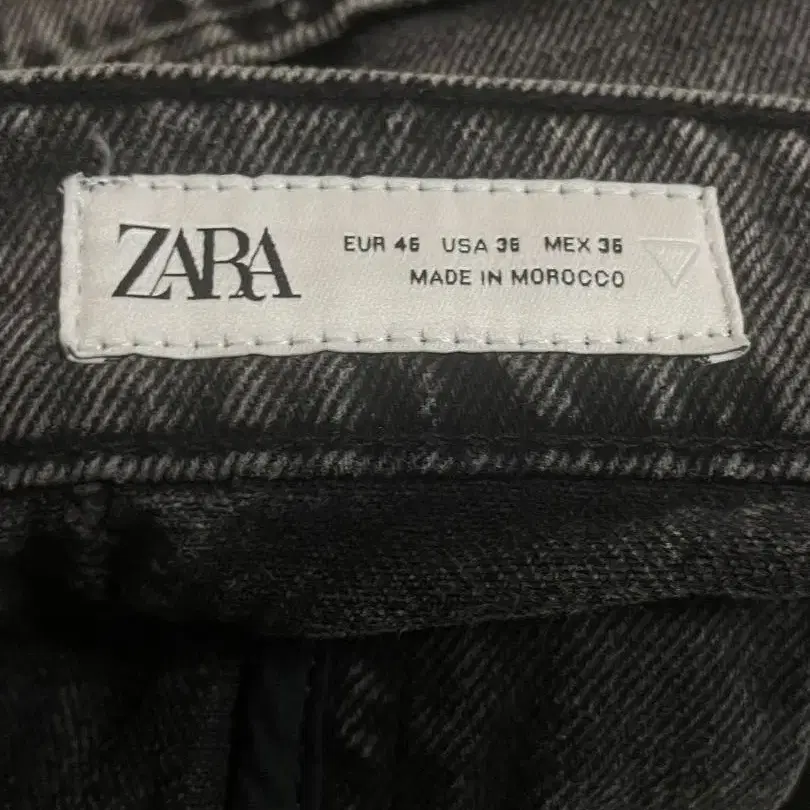 ZARA
EUR 46 USA 36 MEX 36
MADE IN MOROCCO